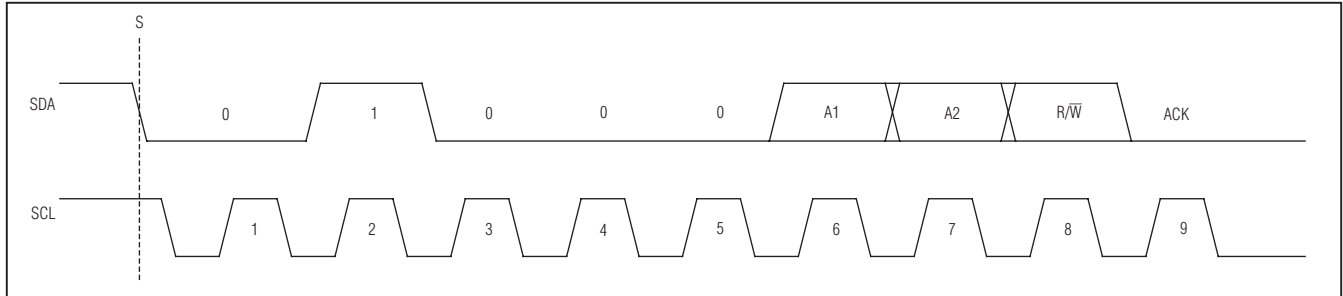 S
SDA 0 1 0 0 0 A1 A2 R/W̅ ACK
SCL 1 2 3 4 5 6 7 8 9